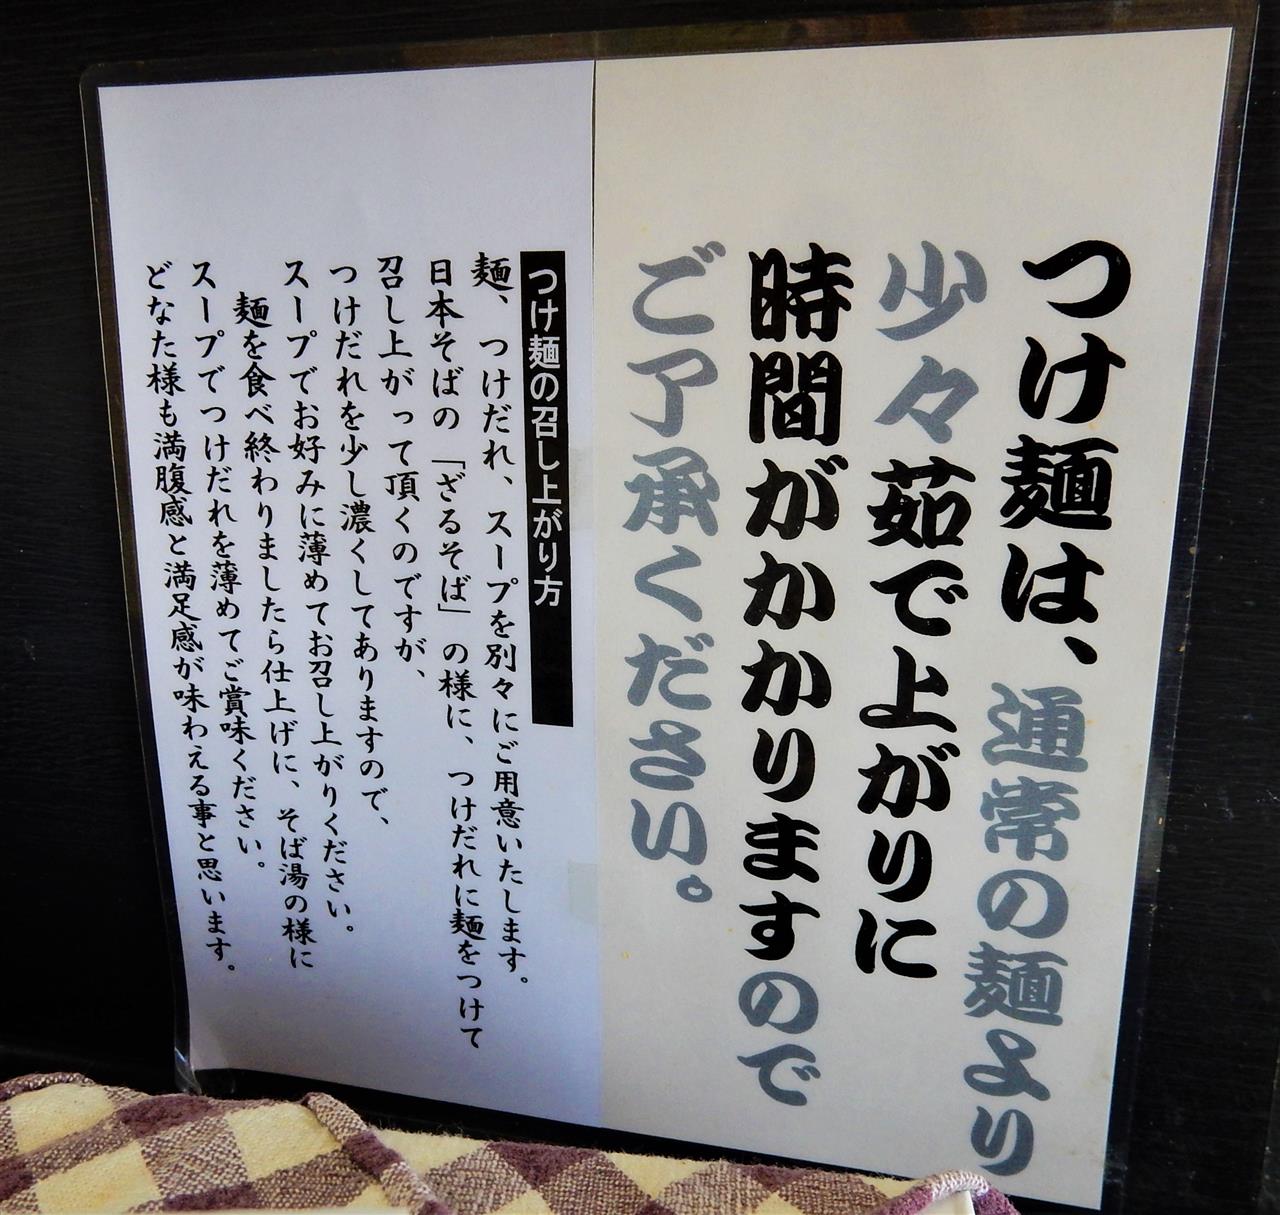 つけ麺は、通常の麺より
少々茹で上がりに
時間がかかりますので
ご了承ください。
つけ麺の召し上がり方
麺、つけだれ、スープを別々にご用意いたします。
日本そばの「ざるそば」の様に、つけだれに麺をつけて
召し上がって頂くのですが、
つけだれを少し濃くしてありますので、
スープでお好みに薄めてお召し上がりください。
麺を食べ終わりましたら仕上げに、そば湯の様に
スープでつけだれを薄めてご賞味ください。
どなた様も満腹感と満足感が味わえる事と思います。